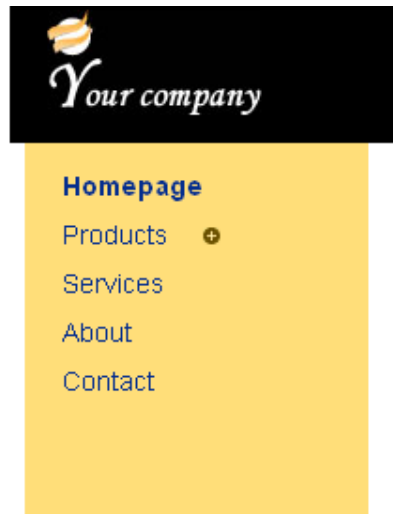 Your company
Homepage
Products
Services
About
Contact